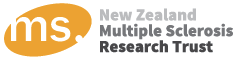 ms.
New Zealand
Multiple Sclerosis
Research Trust